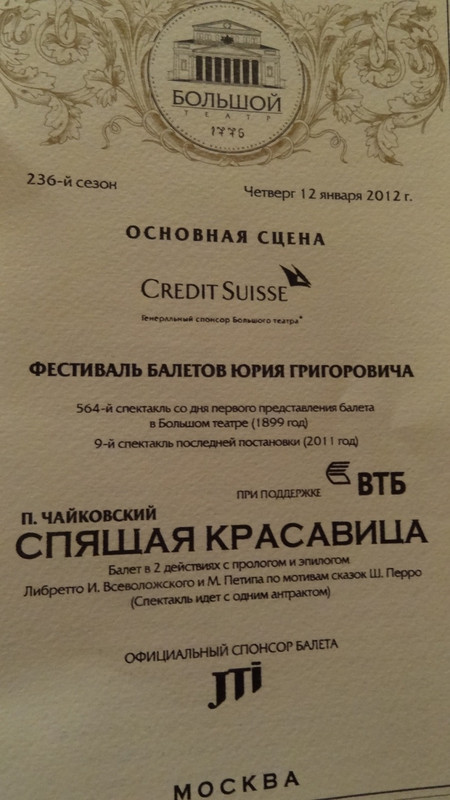 БОЛЬШОЙ
ТЕАТР
1776
236-й сезон
Четверг 12 января 2012 г.
ОСНОВНАЯ СЦЕНА
CREDIT SUISSE
Генеральный спонсор Большого театра*
ФЕСТИВАЛЬ БАЛЕТОВ ЮРИЯ ГРИГОРОВИЧА
564-й спектакль со дня первого представления балета
в Большом театре (1899 год)
9-й спектакль последней постановки (2011 год)
ПРИ ПОДДЕРЖКЕ ВТБ
П. ЧАЙКОВСКИЙ
СПЯЩАЯ КРАСАВИЦА
Балет в 2 действиях с прологом и эпилогом
Либретто И. Всеволожского и М. Петипа по мотивам сказок Ш. Перро
(Спектакль идет с одним антрактом)
ОФИЦИАЛЬНЫЙ СПОНСОР БАЛЕТА
JTi
МОСКВА